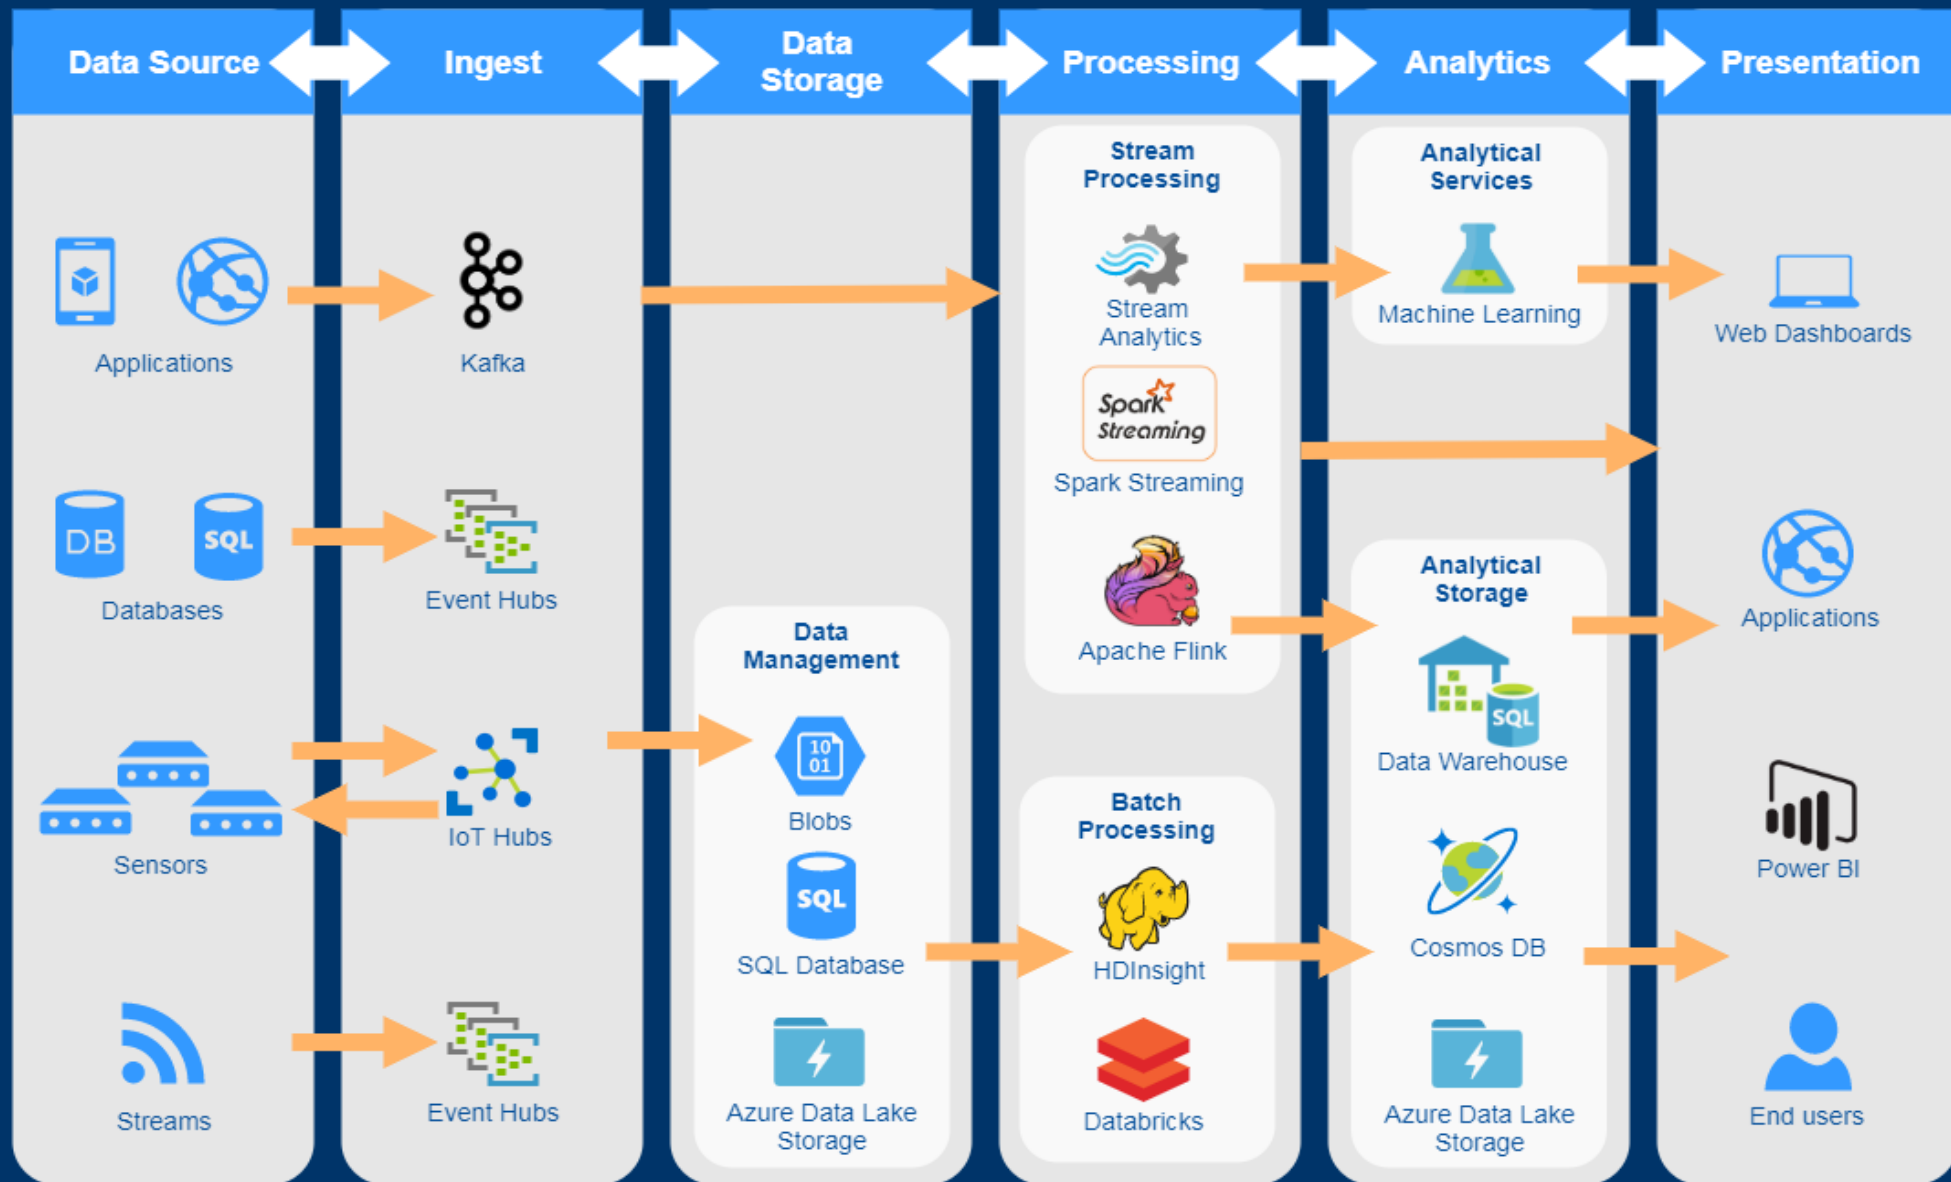 Data Source
Ingest
Data
Storage
Processing
Analytics
Presentation
Applications
DB
SQL
Databases
Sensors
Streams
Kafka
Event Hubs
IoT Hubs
Event Hubs
Data
Management
10
01
Blobs
SQL
SQL Database
Azure Data Lake
Storage
Stream
Processing
Stream
Analytics
Spark
Streaming
Spark Streaming
Apache Flink
Batch
Processing
HDInsight
Databricks
Analytical
Services
Machine Learning
Analytical
Storage
SQL
Data Warehouse
Cosmos DB
Azure Data Lake
Storage
Web Dashboards
Applications
Power BI
End users